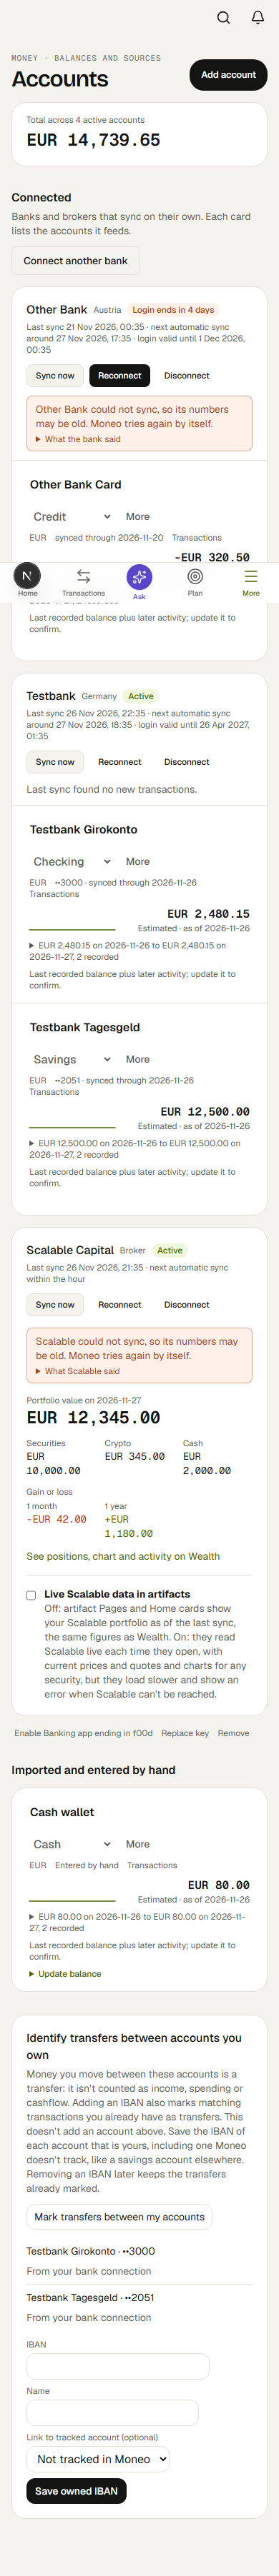 MONEY · BALANCES AND SOURCES
Accounts
Add account
Total across 4 active accounts
EUR 14,739.65
Connected
Banks and brokers that sync on their own. Each card
lists the accounts it feeds.
Connect another bank
Other Bank Austria Login ends in 4 days
Last sync 21 Nov 2026, 00:35 · next automatic sync
around 27 Nov 2026, 17:35 · login valid until 1 Dec 2026,
00:35
Sync now Reconnect Disconnect
Other Bank could not sync, so its numbers
may be old. Moneo tries again by itself.
▶ What the bank said
Other Bank Card
Credit More
EUR synced through 2026-11-20 Transactions
-EUR 320.50
N
Home Transactions Ask Plan More
Last recorded balance plus later activity; update it to
confirm.
Testbank Germany Active
Last sync 26 Nov 2026, 22:35 · next automatic sync
around 27 Nov 2026, 18:35 · login valid until 26 Apr 2027,
01:35
Sync now Reconnect Disconnect
Last sync found no new transactions.
Testbank Girokonto
Checking More
EUR ••3000 · synced through 2026-11-26
Transactions
EUR 2,480.15
Estimated · as of 2026-11-26
▶ EUR 2,480.15 on 2026-11-26 to EUR 2,480.15 on
2026-11-27, 2 recorded
Last recorded balance plus later activity; update it to
confirm.
Testbank Tagesgeld
Savings More
EUR ••2051 · synced through 2026-11-26
Transactions
EUR 12,500.00
Estimated · as of 2026-11-26
▶ EUR 12,500.00 on 2026-11-26 to EUR 12,500.00 on
2026-11-27, 2 recorded
Last recorded balance plus later activity; update it to
confirm.
Scalable Capital Broker Active
Last sync 26 Nov 2026, 21:35 · next automatic sync
within the hour
Sync now Reconnect Disconnect
Scalable could not sync, so its numbers may
be old. Moneo tries again by itself.
▶ What Scalable said
Portfolio value on 2026-11-27
EUR 12,345.00
Securities Crypto Cash
EUR EUR 345.00 EUR
10,000.00 2,000.00
Gain or loss
1 month 1 year
-EUR 42.00 +EUR
1,180.00
See positions, chart and activity on Wealth
Live Scalable data in artifacts
Off: artifact Pages and Home cards show
your Scalable portfolio as of the last sync,
the same figures as Wealth. On: they read
Scalable live each time they open, with
current prices and quotes and charts for any
security, but they load slower and show an
error when Scalable can't be reached.
Enable Banking app ending in f00d Replace key Remove
Imported and entered by hand
Cash wallet
Cash More
EUR Entered by hand Transactions
EUR 80.00
Estimated · as of 2026-11-26
▶ EUR 80.00 on 2026-11-26 to EUR 80.00 on 2026-11-
27, 2 recorded
Last recorded balance plus later activity; update it to
confirm.
▶ Update balance
Identify transfers between accounts you
own
Money you move between these accounts is a
transfer: it isn't counted as income, spending or
cashflow. Adding an IBAN also marks matching
transactions you already have as transfers. This
doesn't add an account above. Save the IBAN of
each account that is yours, including one Moneo
doesn't track, like a savings account elsewhere.
Removing an IBAN later keeps the transfers
already marked.
Mark transfers between my accounts
Testbank Girokonto · ••3000
From your bank connection
Testbank Tagesgeld · ••2051
From your bank connection
IBAN
Name
Link to tracked account (optional)
Not tracked in Moneo
Save owned IBAN